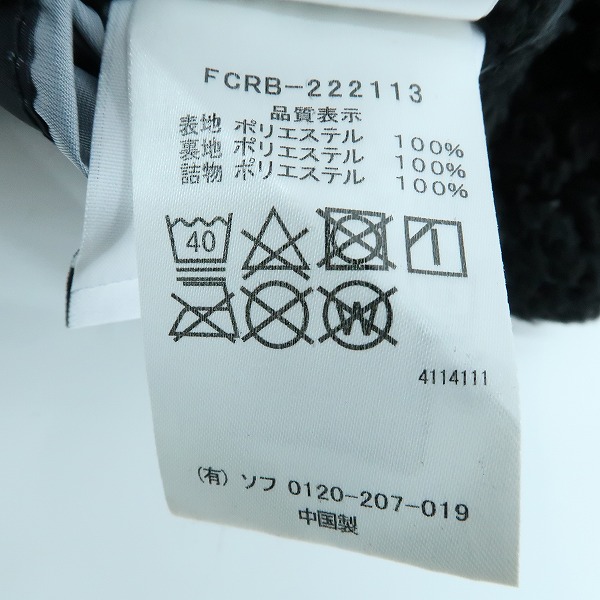 FCRB-222113
品質表示
表地 ポリエステル 100%
裏地 ポリエステル 100%
詰物 ポリエステル 100%
40
W
4114111
(有) ソフ 0120-207-019
中国製